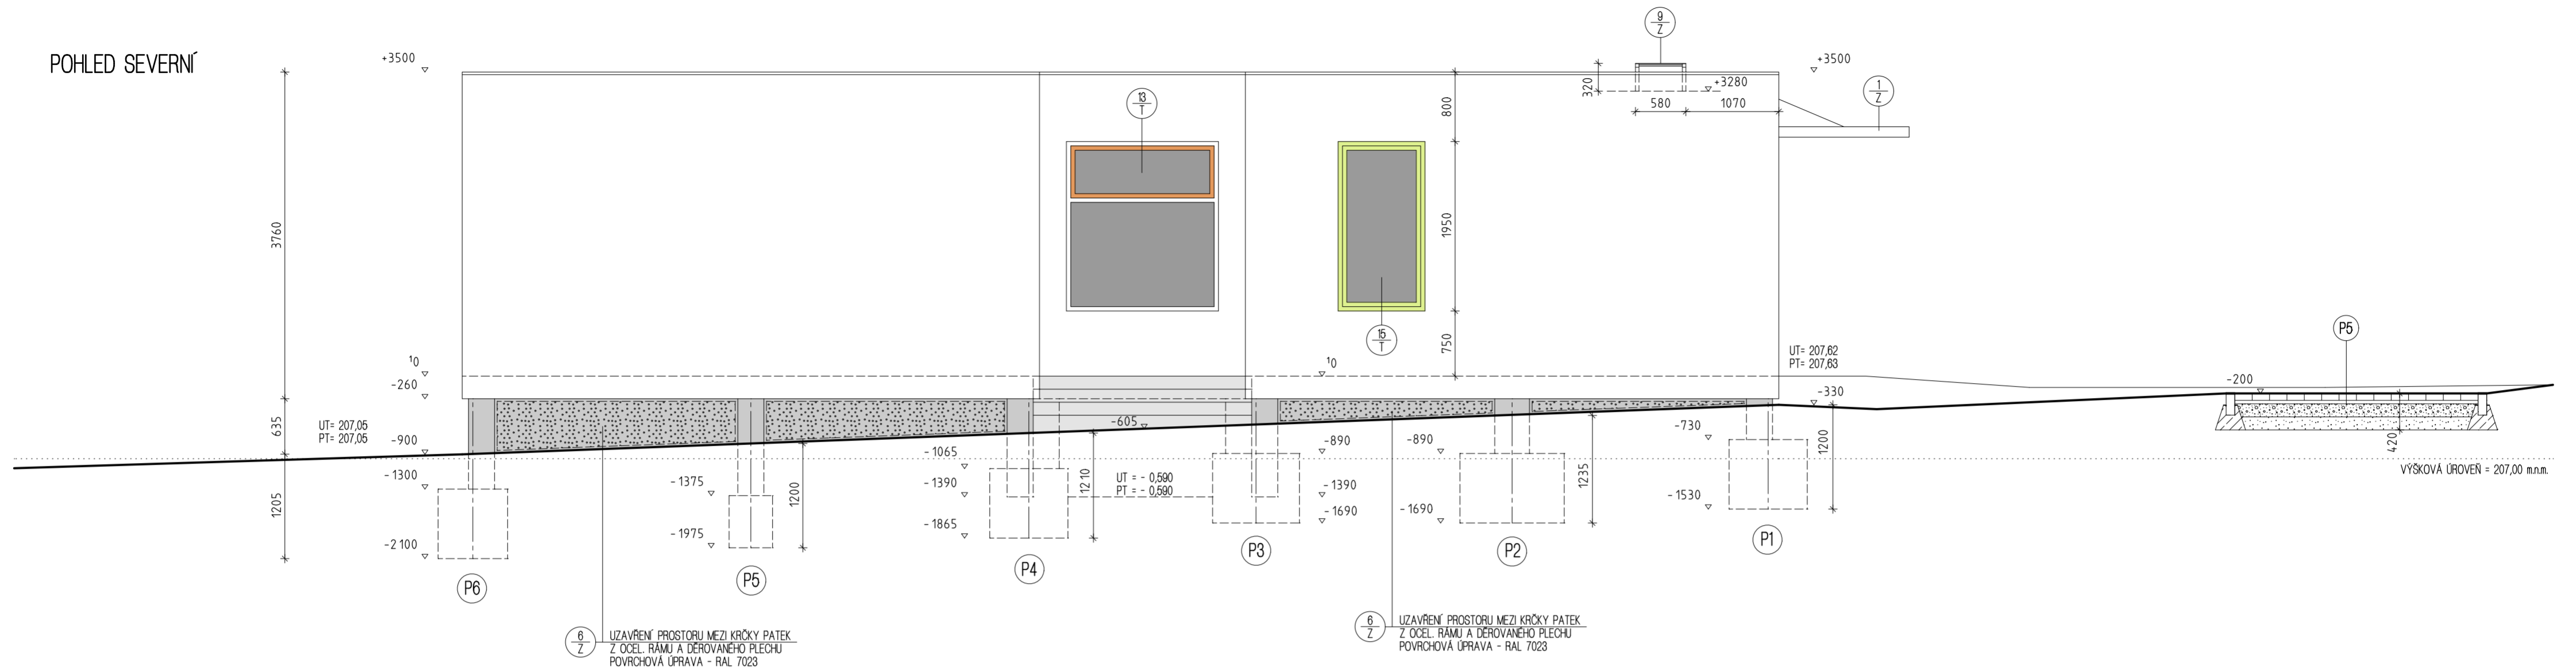 POHLED SEVERNÍ
+3500
9
Z
+3500
320
+3280
580
1070
1
Z
13
T
800
3760
1950
750
15
T
¹0
¹0
-260
UT= 207,62
PT= 207,63
P5
-200
-330
635
UT= 207,05
PT= 207,05
-900
-605
-1300
-1065
-890
-890
-730
1200
420
VÝŠKOVÁ ÚROVEŇ = 207,00 m.n.m.
1205
-1375
1200
-1390
1210
UT = - 0,590
PT = - 0,590
-1390
1235
-1530
-1865
-1690
-1690
-1975
-2100
P6
P5
P4
P3
P2
P1
6
Z
UZAVŘENÍ PROSTORU MEZI KRČKY PATEK
Z OCEL. RÁMU A DĚROVANÉHO PLECHU
POVRCHOVÁ ÚPRAVA - RAL 7023
6
Z
UZAVŘENÍ PROSTORU MEZI KRČKY PATEK
Z OCEL. RÁMU A DĚROVANÉHO PLECHU
POVRCHOVÁ ÚPRAVA - RAL 7023